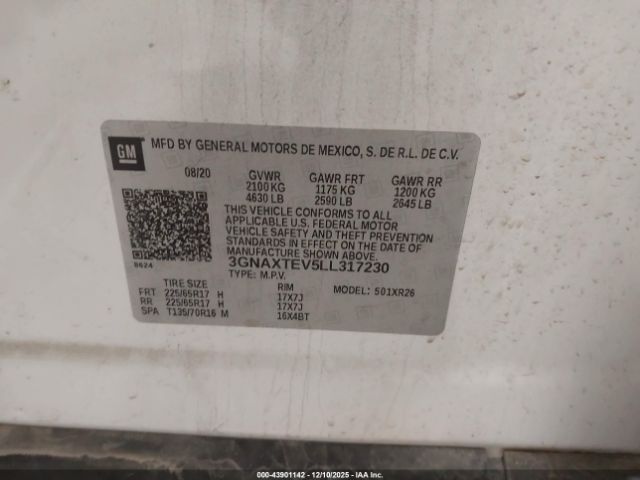 GM MFD BY GENERAL MOTORS DE MEXICO, S. DE R.L. DE C.V.
08/20 GVWR GAWR FRT GAWR RR
2100 KG 1175 KG 1200 KG
4630 LB 2590 LB 2645 LB
THIS VEHICLE CONFORMS TO ALL
APPLICABLE U.S. FEDERAL MOTOR
VEHICLE SAFETY AND THEFT PREVENTION
STANDARDS IN EFFECT ON THE DATE OF
MANUFACTURE SHOWN ABOVE.
8624 3GNAXTEV5LL317230
TYPE: M.P.V.
TIRE SIZE RIM MODEL: 501XR26
FRT 225/65R17 H 17X7J
RR 225/65R17 H 17X7J
SPA T135/70R16 M 16X4BT
000-43901142 - 12/10/2025 - IAA Inc.